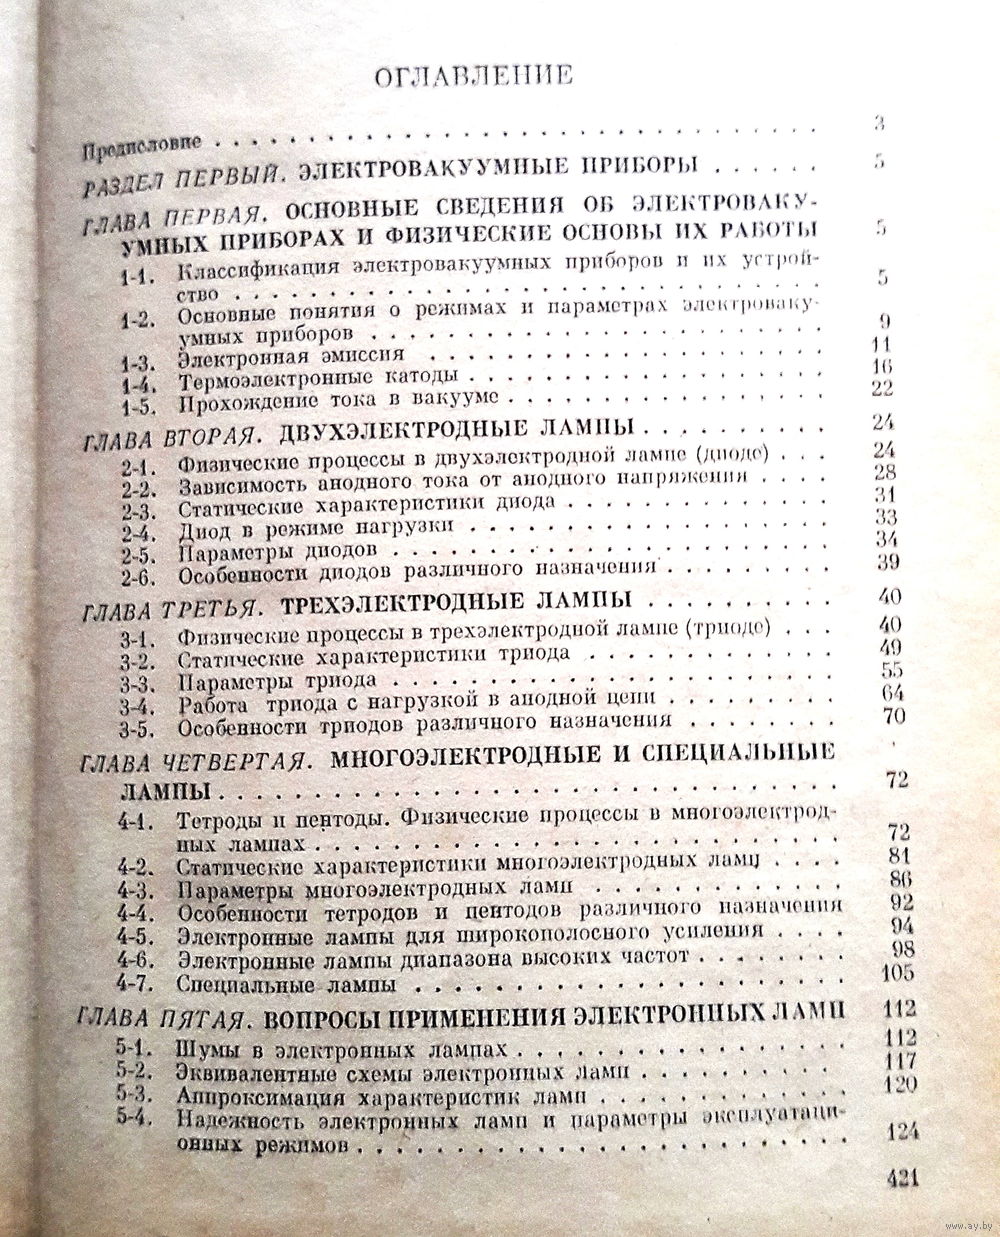 ОГЛАВЛЕНИЕ
Предисловие . . . . . . . . . . . . . . . . . . . . . . . . . . . . . . . . 3
РАЗДЕЛ ПЕРВЫЙ. ЭЛЕКТРОВАКУУМНЫЕ ПРИБОРЫ . . . . . . 5
ГЛАВА ПЕРВАЯ. ОСНОВНЫЕ СВЕДЕНИЯ ОБ ЭЛЕКТРОВАКУ-
УМНЫХ ПРИБОРАХ И ФИЗИЧЕСКИЕ ОСНОВЫ ИХ РАБОТЫ 5
1-1. Классификация электровакуумных приборов и их устрой-
ство . . . . . . . . . . . . . . . . . . . . . . . . . . . . . . 5
1-2. Основные понятия о режимах и параметрах электроваку-
умных приборов . . . . . . . . . . . . . . . . . . . . . . 9
1-3. Электронная эмиссия . . . . . . . . . . . . . . . . . . . 11
1-4. Термоэлектронные катоды . . . . . . . . . . . . . . . . . 16
1-5. Прохождение тока в вакууме . . . . . . . . . . . . . . . 22
ГЛАВА ВТОРАЯ. ДВУХЭЛЕКТРОДНЫЕ ЛАМПЫ . . . . . . . . . . 24
2-1. Физические процессы в двухэлектродной лампе (диоде) . . . 24
2-2. Зависимость анодного тока от анодного напряжения . . . . 28
2-3. Статические характеристики диода . . . . . . . . . . . . . 31
2-4. Диод в режиме нагрузки . . . . . . . . . . . . . . . . . . 33
2-5. Параметры диодов . . . . . . . . . . . . . . . . . . . . . 34
2-6. Особенности диодов различного назначения . . . . . . . . . 39
ГЛАВА ТРЕТЬЯ. ТРЕХЭЛЕКТРОДНЫЕ ЛАМПЫ . . . . . . . . . . 40
3-1. Физические процессы в трехэлектродной лампе (триоде) . . . 40
3-2. Статические характеристики триода . . . . . . . . . . . . 49
3-3. Параметры триода . . . . . . . . . . . . . . . . . . . . . 55
3-4. Работа триода с нагрузкой в анодной цепи . . . . . . . . . 64
3-5. Особенности триодов различного назначения . . . . . . . . 70
ГЛАВА ЧЕТВЕРТАЯ. МНОГОЭЛЕКТРОДНЫЕ И СПЕЦИАЛЬНЫЕ
ЛАМПЫ . . . . . . . . . . . . . . . . . . . . . . . . . . . . . . 72
4-1. Тетроды и пентоды. Физические процессы в многоэлектрод-
ных лампах . . . . . . . . . . . . . . . . . . . . . . . . . 72
4-2. Статические характеристики многоэлектродных ламп . . . . 81
4-3. Параметры многоэлектродных ламп . . . . . . . . . . . . 86
4-4. Особенности тетродов и пентодов различного назначения 92
4-5. Электронные лампы для широкополосного усиления . . . . 94
4-6. Электронные лампы диапазона высоких частот . . . . . . . 98
4-7. Специальные лампы . . . . . . . . . . . . . . . . . . . . . 105
ГЛАВА ПЯТАЯ. ВОПРОСЫ ПРИМЕНЕНИЯ ЭЛЕКТРОННЫХ ЛАМП 112
5-1. Шумы в электронных лампах . . . . . . . . . . . . . . . . 112
5-2. Эквивалентные схемы электронных ламп . . . . . . . . . . 117
5-3. Аппроксимация характеристик ламп . . . . . . . . . . . . 120
5-4. Надежность электронных ламп и параметры эксплуатаци-
онных режимов . . . . . . . . . . . . . . . . . . . . . . . 124
421
www.ay.by